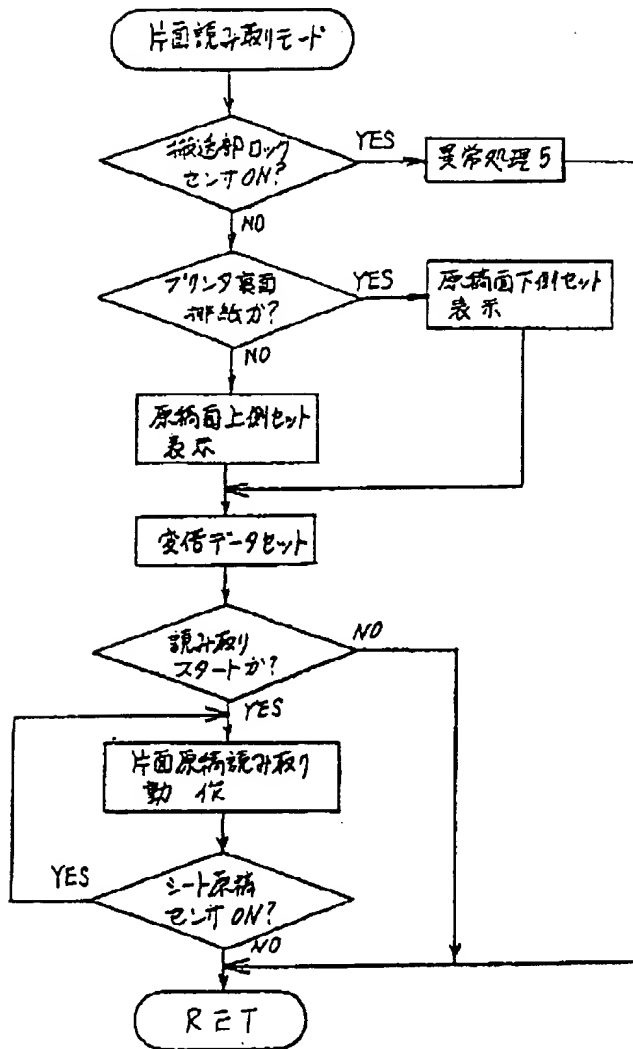 片面読み取りモード
搬送部ロック
センサON?
YES
異常処理5
NO
プリンタ裏面
排紙か?
YES
原稿面下側セット
表示
NO
原稿面上側セット
表示
変倍データセット
読み取り
スタートか?
NO
YES
片面原稿読み取り
動作
シート原稿
センサON?
YES
NO
RET